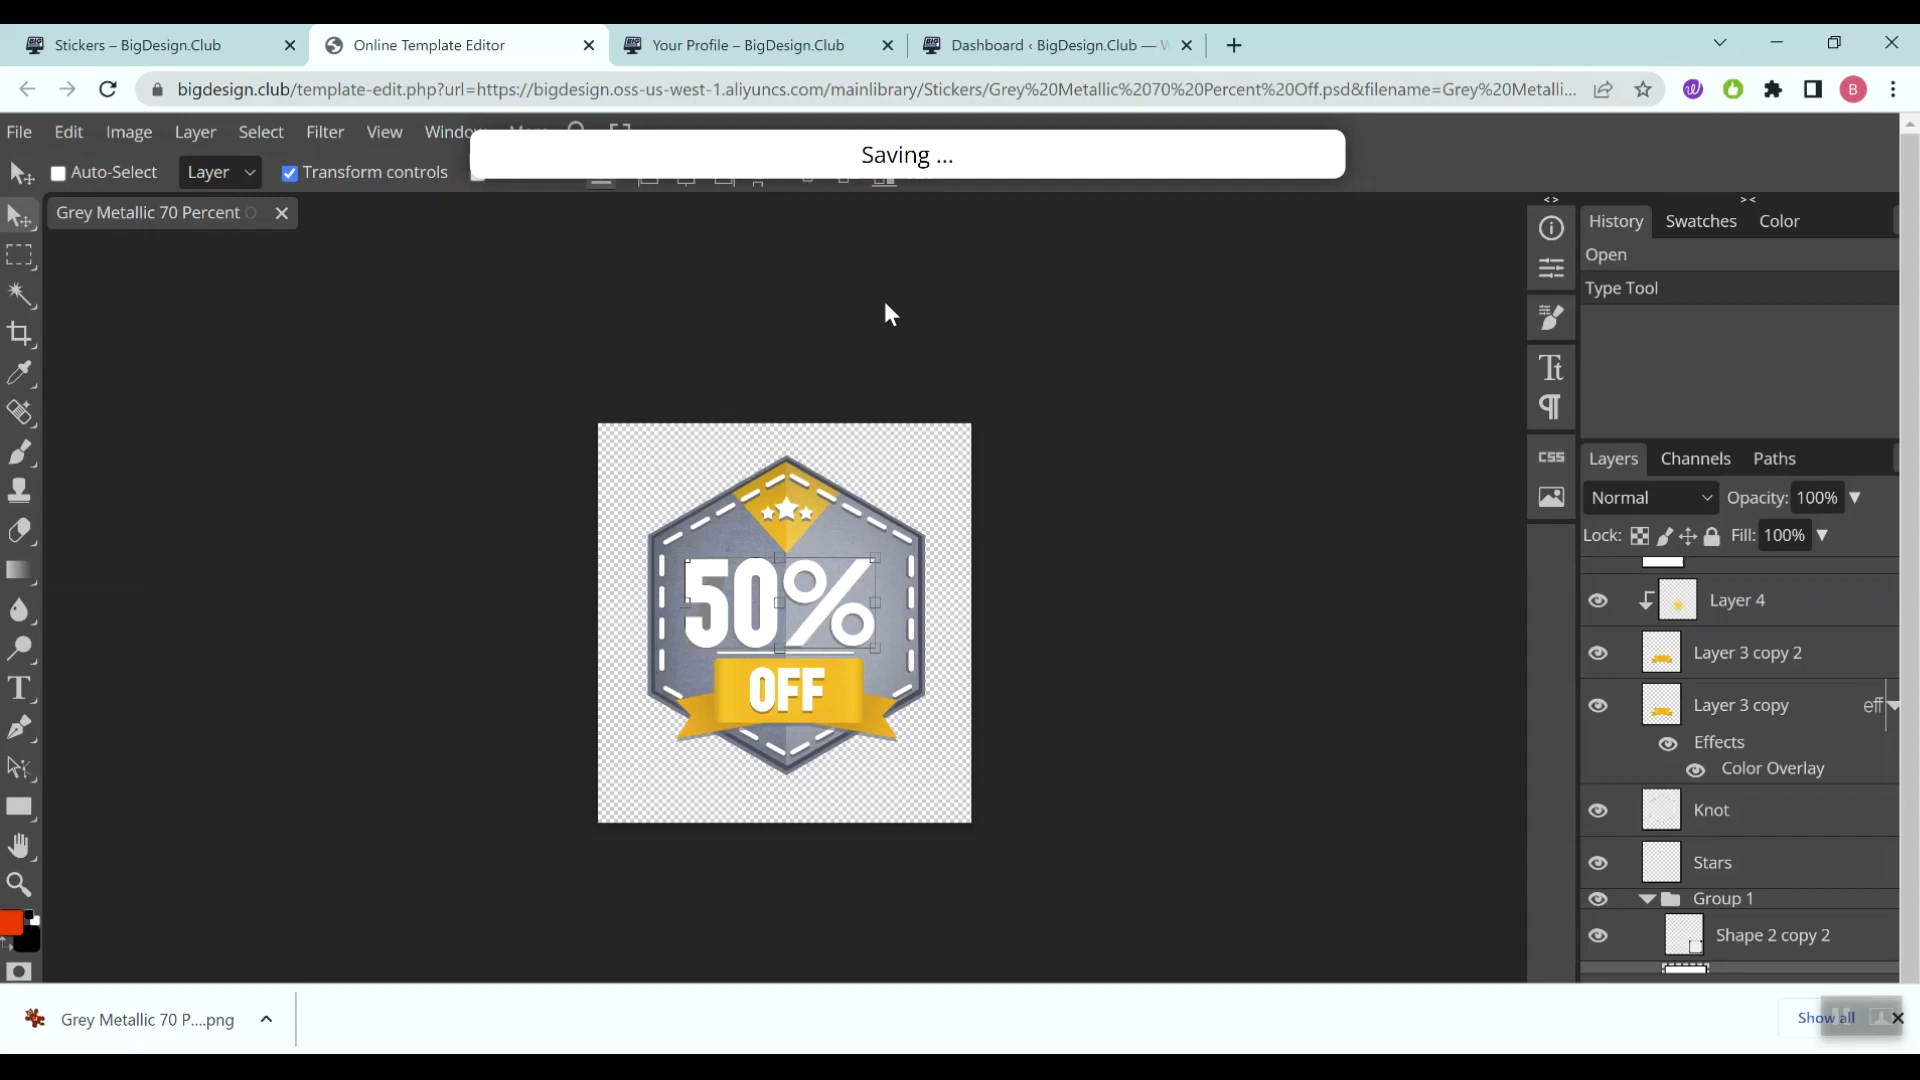 Stickers – BigDesign.Club
Online Template Editor
Your Profile – BigDesign.Club
Dashboard ‹ BigDesign.Club —
bigdesign.club/template-edit.php?url=https://bigdesign.oss-us-west-1.aliyuncs.com/mainlibrary/Stickers/Grey%20Metallic%2070%20Percent%20Off.psd&filename=Grey%20Metalli...
B
File Edit Image Layer Select Filter View Window
Saving ...
Auto-Select Layer Transform controls
Grey Metallic 70 Percent O
History Swatches Color
Open
Type Tool
Tt
CSS
Layers Channels Paths
Normal Opacity: 100%
Lock: Fill: 100%
Layer 4
Layer 3 copy 2
Layer 3 copy eff
Effects
Color Overlay
Knot
Stars
Group 1
Shape 2 copy 2
50%
OFF
T
Grey Metallic 70 P....png
Show all